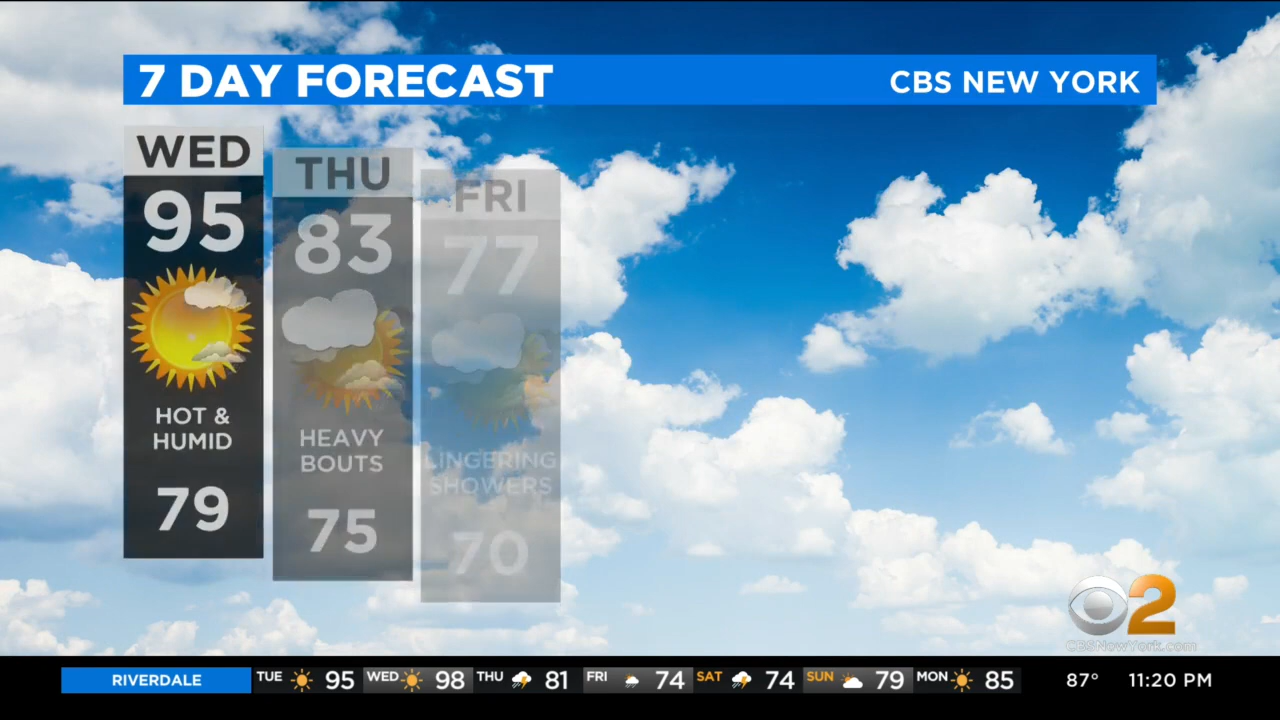 7 DAY FORECAST
CBS NEW YORK
WED
95
HOT &
HUMID
79
THU
83
HEAVY
BOUTS
75
FRI
77
LINGERING
SHOWERS
70
2
CBSNewYork.com
RIVERDALE
TUE 95 WED 98 THU 81 FRI 74 SAT 74 SUN 79 MON 85
87° 11:20 PM